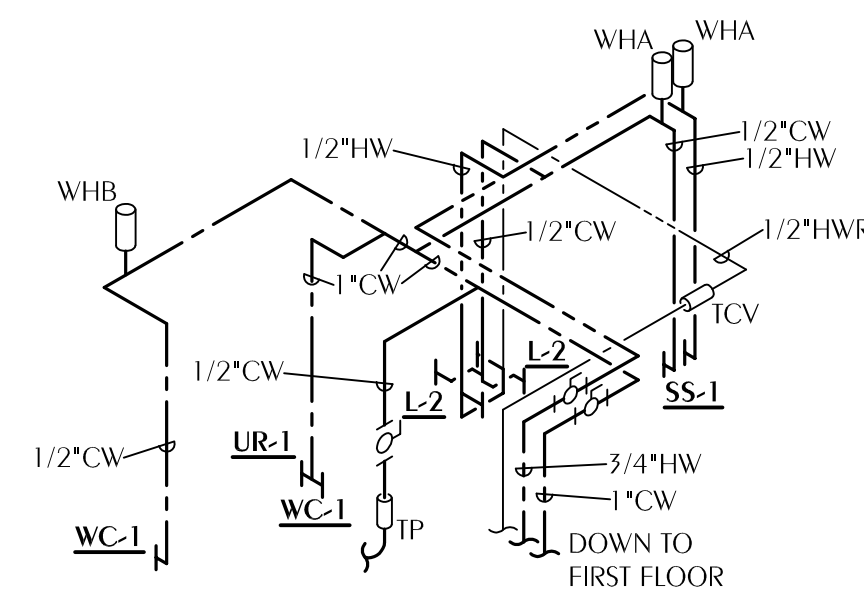 WHA
WHA
1/2"CW
1/2"HW
1/2"HW
WHB
1/2"CW
1/2"HWR
1"CW
TCV
L-2
1/2"CW
SS-1
L-2
UR-1
1/2"CW
3/4"HW
1"CW
WC-1
TP
WC-1
DOWN TO
FIRST FLOOR